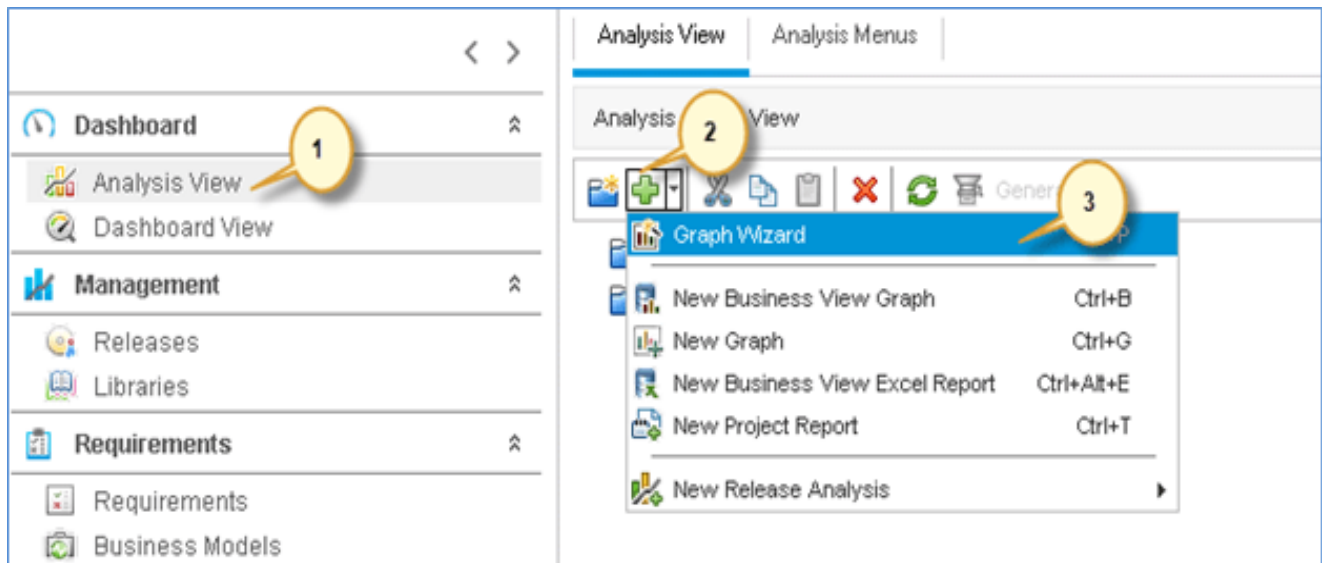 Analysis View
Analysis Menus
Dashboard
1
Analysis View
Dashboard View
Management
Releases
Libraries
Requirements
Requirements
Business Models
Analysis
2
View
3
Graph Wizard
P
New Business View Graph Ctrl+B
New Graph Ctrl+G
New Business View Excel Report Ctrl+Alt+E
New Project Report Ctrl+T
New Release Analysis